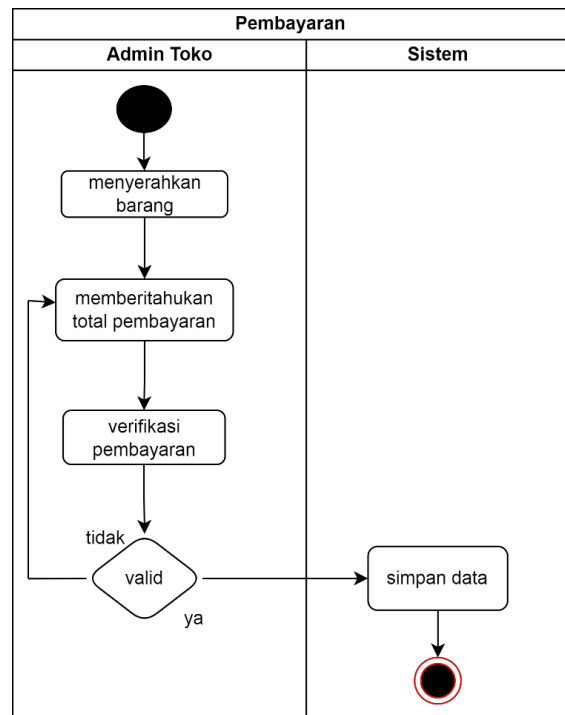 Pembayaran
Admin Toko
Sistem
menyerahkan
barang
memberitahukan
total pembayaran
verifikasi
pembayaran
tidak
valid
simpan data
ya